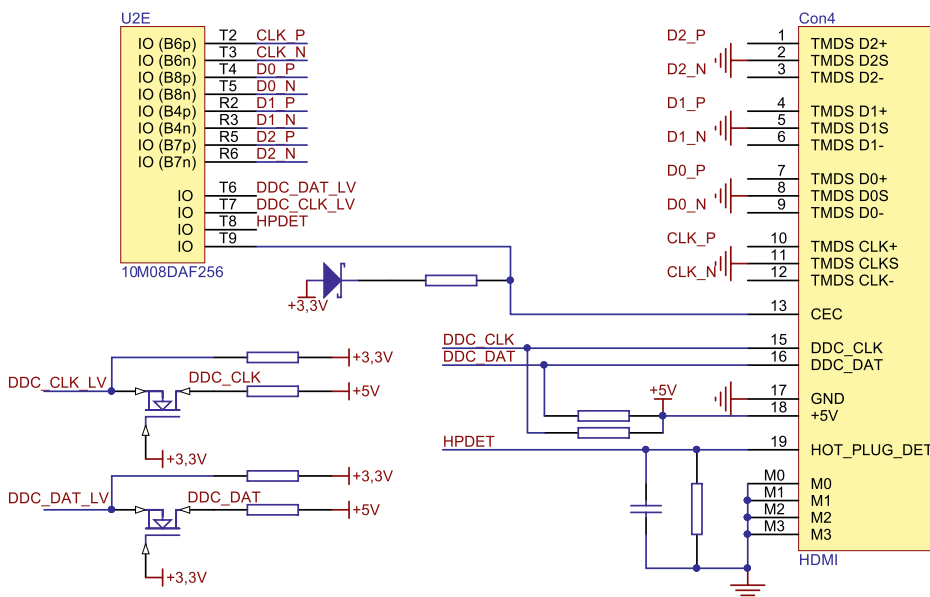 U2E
IO (B6p) T2 CLK_P
IO (B6n) T3 CLK_N
IO (B8p) T4 D0_P
IO (B8n) T5 D0_N
IO (B4p) R2 D1_P
IO (B4n) R3 D1_N
IO (B7p) R5 D2_P
IO (B7n) R6 D2_N
IO T6 DDC_DAT_LV
IO T7 DDC_CLK_LV
IO T8 HPDET
IO T9
10M08DAF256
+3,3V
Con4
D2_P 1 TMDS D2+
2 TMDS D2S
D2_N 3 TMDS D2-
D1_P 4 TMDS D1+
5 TMDS D1S
D1_N 6 TMDS D1-
D0_P 7 TMDS D0+
8 TMDS D0S
D0_N 9 TMDS D0-
CLK_P 10 TMDS CLK+
11 TMDS CLKS
CLK_N 12 TMDS CLK-
13 CEC
DDC_CLK 15 DDC_CLK
DDC_DAT 16 DDC_DAT
17 GND
+5V 18 +5V
HPDET 19 HOT_PLUG_DET
M0 M0
M1 M1
M2 M2
M3 M3
HDMI
+3,3V
DDC_CLK_LV DDC_CLK +5V
+3,3V
+3,3V
DDC_DAT_LV DDC_DAT +5V
+3,3V